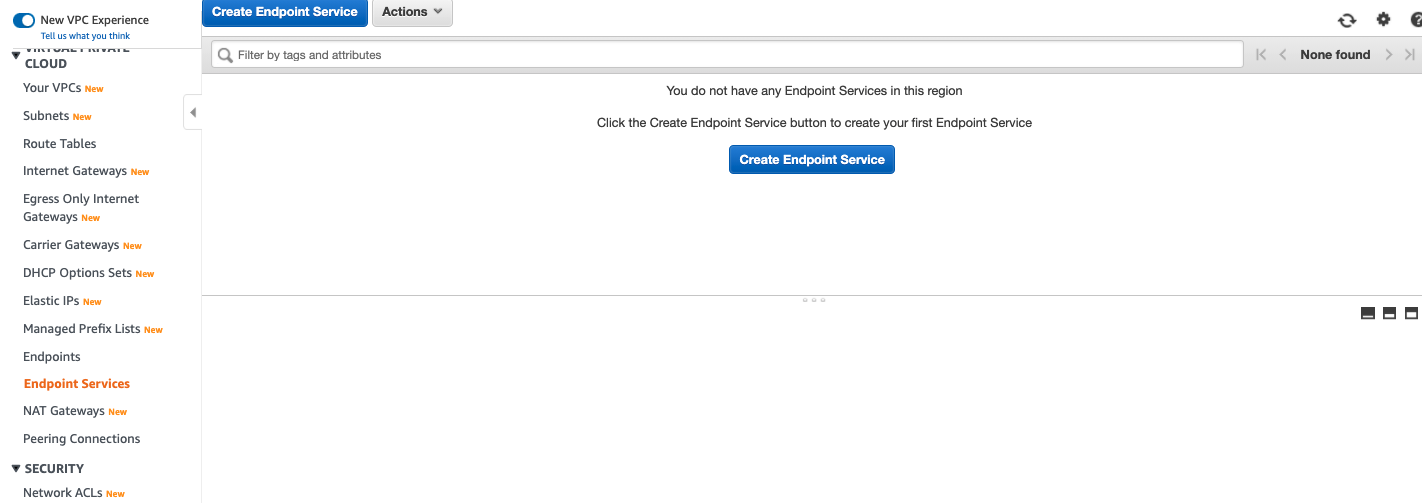 New VPC Experience
Tell us what you think
VIRTUAL PRIVATE
CLOUD
Your VPCs New
Subnets New
Route Tables
Internet Gateways New
Egress Only Internet
Gateways New
Carrier Gateways New
DHCP Options Sets New
Elastic IPs New
Managed Prefix Lists New
Endpoints
Endpoint Services
NAT Gateways New
Peering Connections
SECURITY
Network ACLs New
Create Endpoint Service
Actions
Filter by tags and attributes
None found
You do not have any Endpoint Services in this region
Click the Create Endpoint Service button to create your first Endpoint Service
Create Endpoint Service